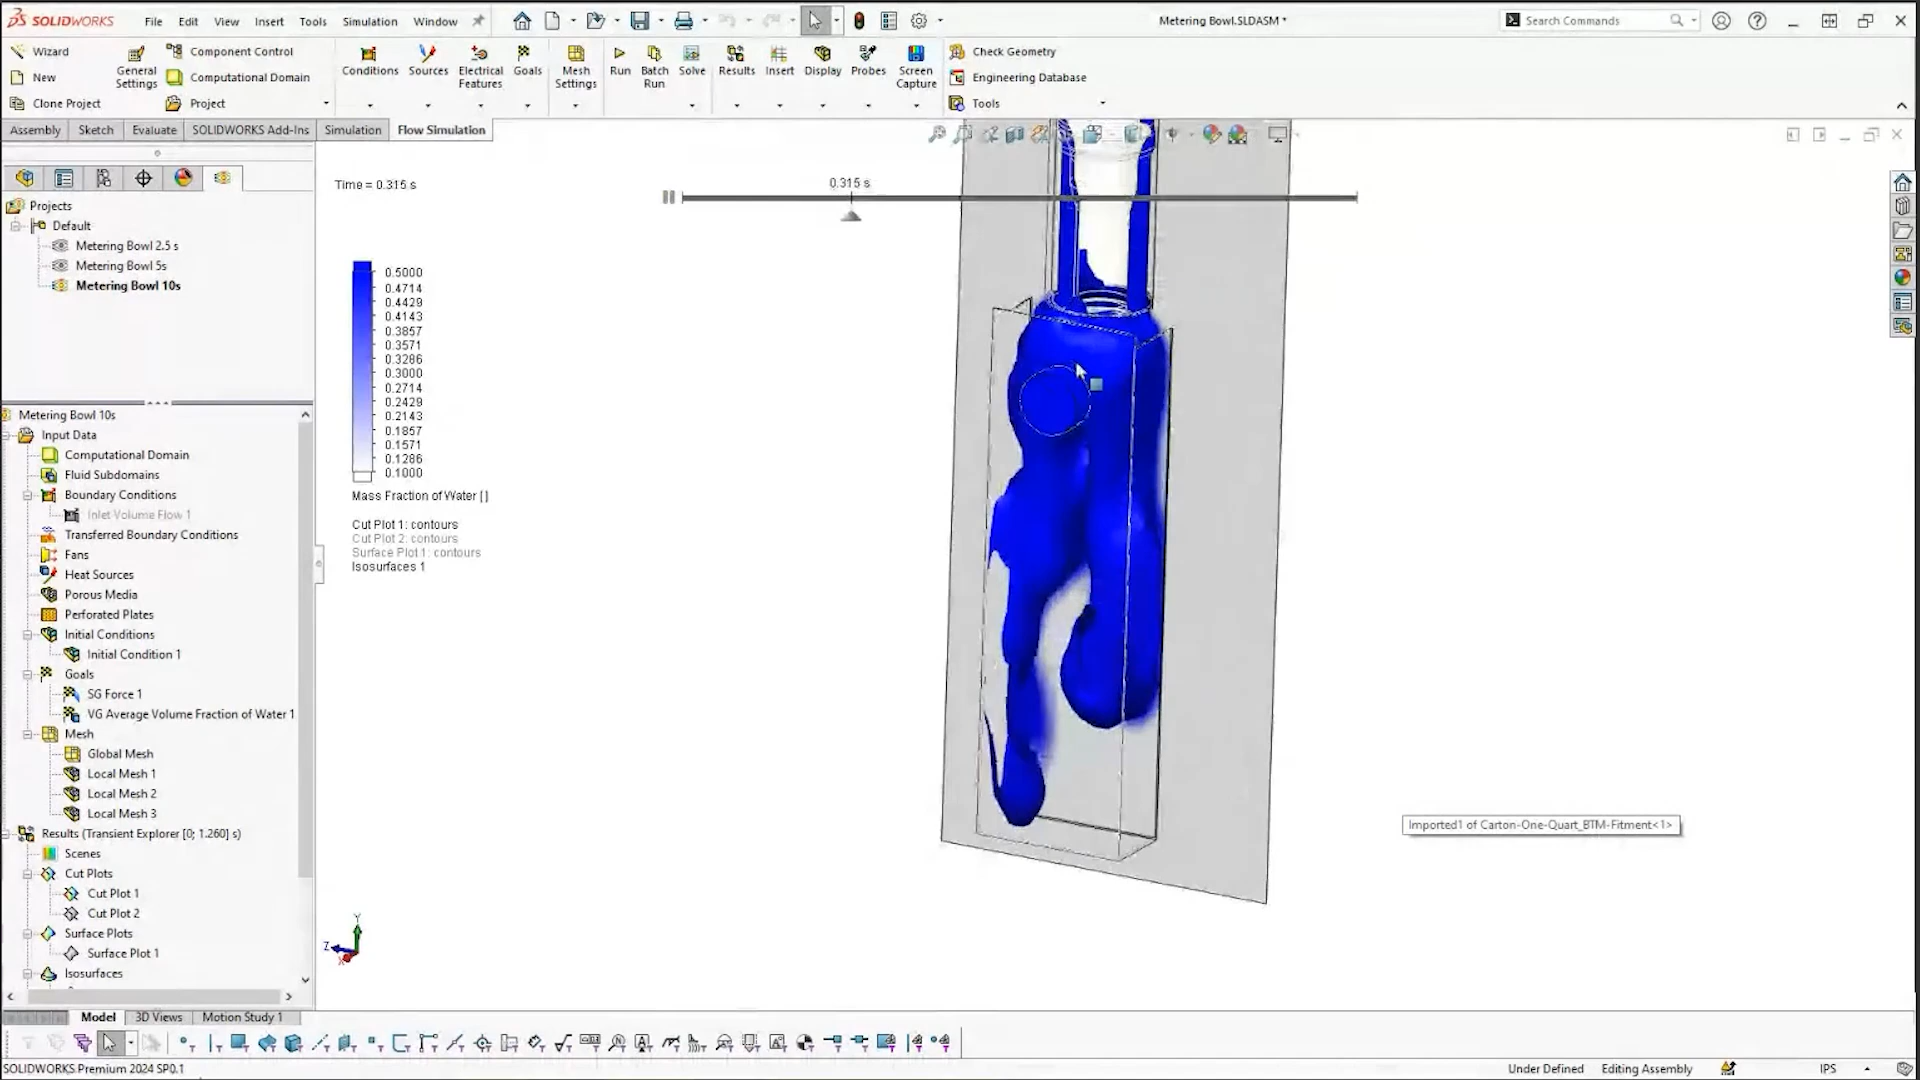 SOLIDWORKS
File Edit View Insert Tools Simulation Window
Metering Bowl.SLDASM *
Search Commands
Wizard
New
Clone Project
General Settings
Component Control
Computational Domain
Project
Conditions
Sources
Electrical Features
Goals
Mesh Settings
Run
Batch Run
Solve
Results
Insert
Display
Probes
Screen Capture
Check Geometry
Engineering Database
Tools
Assembly Sketch Evaluate SOLIDWORKS Add-Ins Simulation Flow Simulation
Projects
Default
Metering Bowl 2.5 s
Metering Bowl 5s
Metering Bowl 10s
Metering Bowl 10s
Input Data
Computational Domain
Fluid Subdomains
Boundary Conditions
Inlet Volume Flow 1
Transferred Boundary Conditions
Fans
Heat Sources
Porous Media
Perforated Plates
Initial Conditions
Initial Condition 1
Goals
SG Force 1
VG Average Volume Fraction of Water 1
Mesh
Global Mesh
Local Mesh 1
Local Mesh 2
Local Mesh 3
Results (Transient Explorer [0; 1.260] s)
Scenes
Cut Plots
Cut Plot 1
Cut Plot 2
Surface Plots
Surface Plot 1
Isosurfaces
Time = 0.315 s
0.315 s
0.5000
0.4714
0.4429
0.4143
0.3857
0.3571
0.3286
0.3000
0.2714
0.2429
0.2143
0.1857
0.1571
0.1286
0.1000
Mass Fraction of Water [ ]
Cut Plot 1: contours
Cut Plot 2: contours
Surface Plot 1: contours
Isosurfaces 1
Imported1 of Carton-One-Quart_BTM-Fitment<1>
Y
Z
X
Model 3D Views Motion Study 1
SOLIDWORKS Premium 2024 SP0.1
Under Defined Editing Assembly IPS